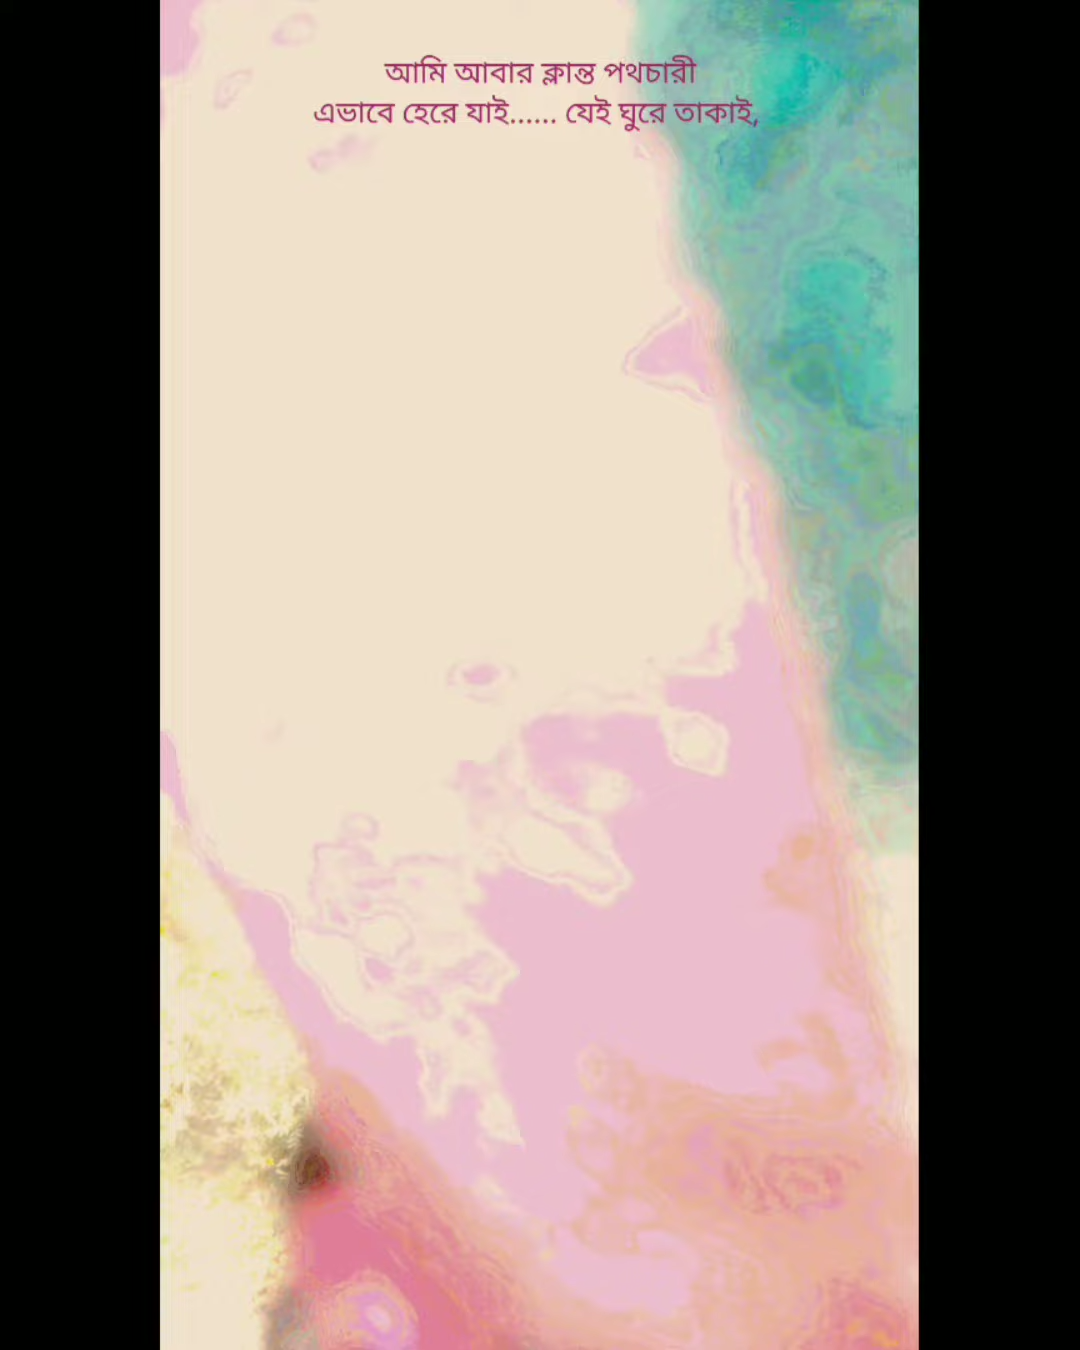 আমি আবার ক্লান্ত পথচারী
এভাবে হেরে যাই...... যেই ঘুরে তাকাই,